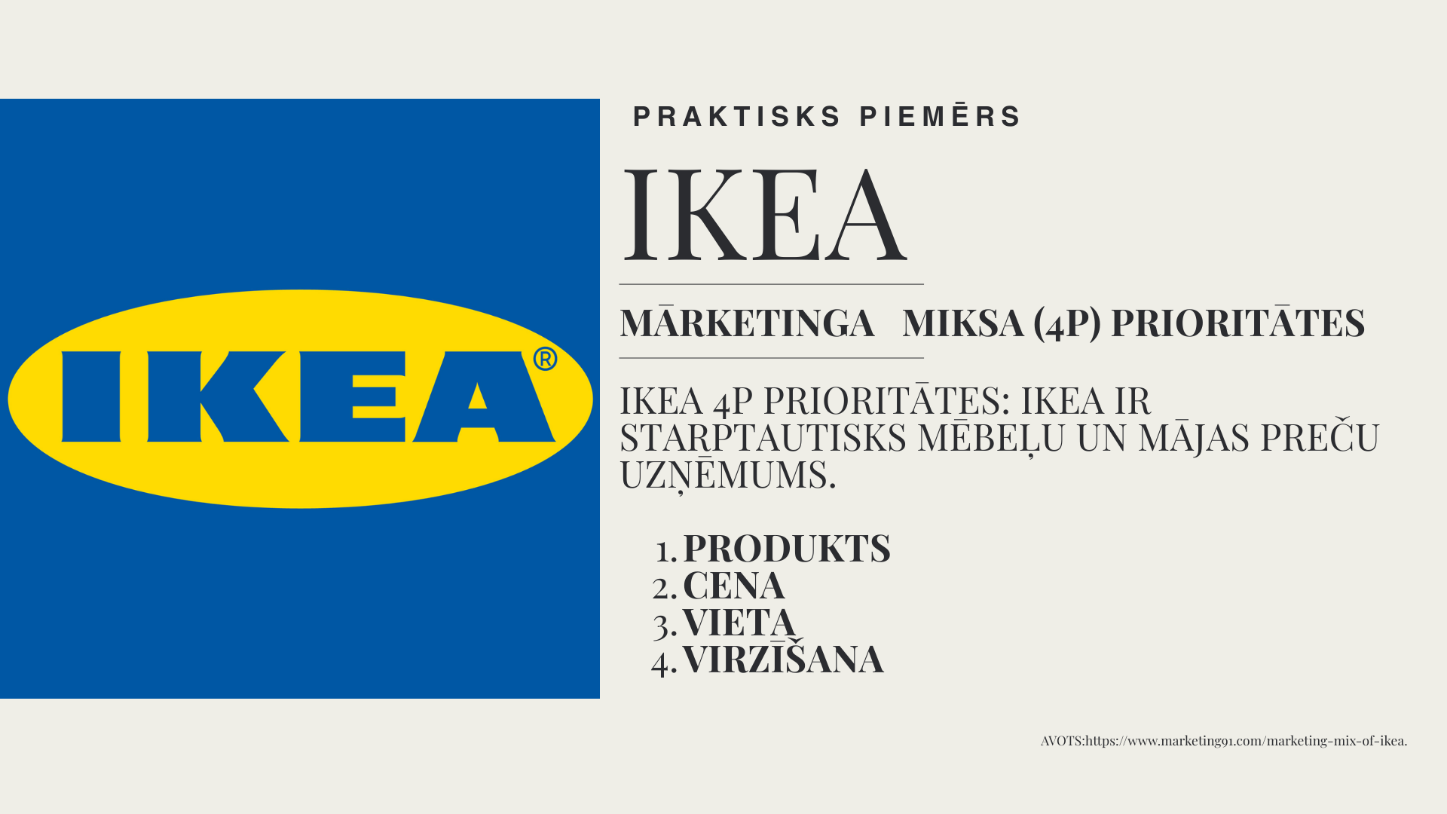 IKEA®
PRAKTISKS PIEMĒRS
IKEA
MĀRKETINGA MIKSA (4P) PRIORITĀTES
IKEA 4P PRIORITĀTES: IKEA IR
STARPTAUTISKS MĒBEĻU UN MĀJAS PREČU
UZŅĒMUMS.
1. PRODUKTS
2. CENA
3. VIETA
4. VIRZĪŠANA
AVOTS:https://www.marketing91.com/marketing-mix-of-ikea.